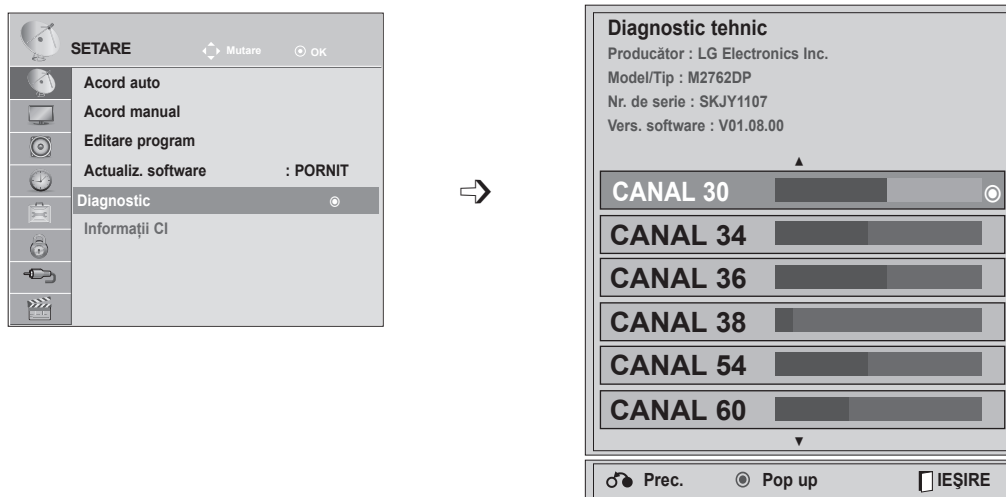 SETARE
Mutare
OK
Acord auto
Acord manual
Editare program
Actualiz. software : PORNIT
Diagnostic
Informații CI
Diagnostic tehnic
Producător : LG Electronics Inc.
Model/Tip : M2762DP
Nr. de serie : SKJY1107
Vers. software : V01.08.00
CANAL 30
CANAL 34
CANAL 36
CANAL 38
CANAL 54
CANAL 60
Prec.
Pop up
IEŞIRE